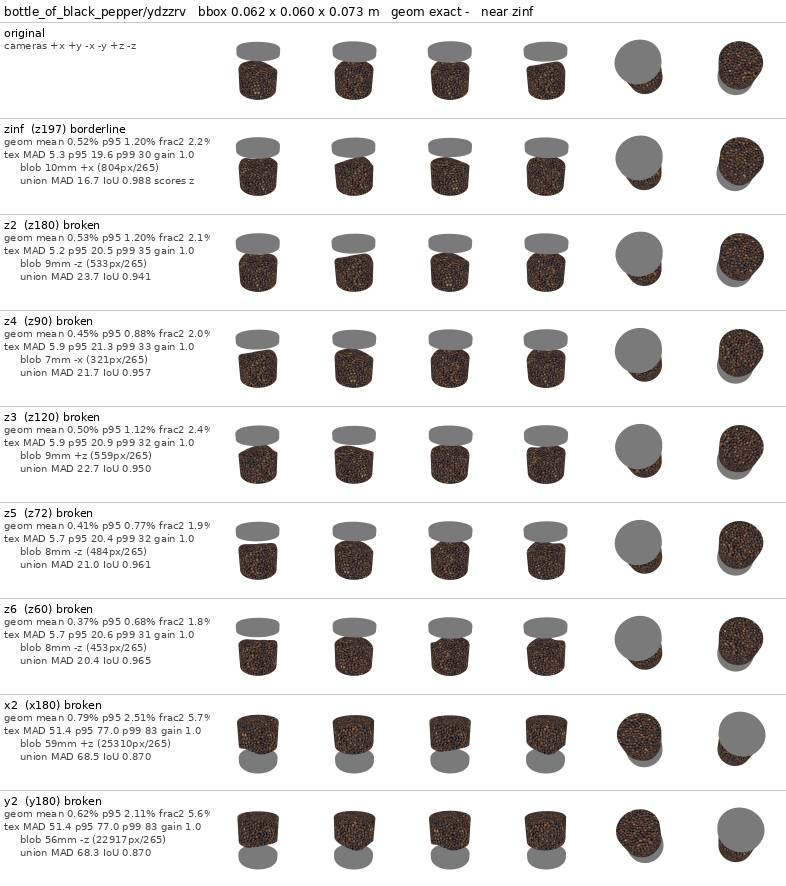 bottle_of_black_pepper/ydzzrv bbox 0.062 x 0.060 x 0.073 m geom exact - near zinf
original
cameras +x +y -x -y +z -z
zinf (z197) borderline
geom mean 0.52% p95 1.20% frac2 2.2%
tex MAD 5.3 p95 19.6 p99 30 gain 1.0
blob 10mm +x (804px/265)
union MAD 16.7 IoU 0.988 scores z
z2 (z180) broken
geom mean 0.53% p95 1.20% frac2 2.1%
tex MAD 5.2 p95 20.5 p99 35 gain 1.0
blob 9mm -z (533px/265)
union MAD 23.7 IoU 0.941
z4 (z90) broken
geom mean 0.45% p95 0.88% frac2 2.0%
tex MAD 5.9 p95 21.3 p99 33 gain 1.0
blob 7mm -x (321px/265)
union MAD 21.7 IoU 0.957
z3 (z120) broken
geom mean 0.50% p95 1.12% frac2 2.4%
tex MAD 5.9 p95 20.9 p99 32 gain 1.0
blob 9mm +z (559px/265)
union MAD 22.7 IoU 0.950
z5 (z72) broken
geom mean 0.41% p95 0.77% frac2 1.9%
tex MAD 5.7 p95 20.4 p99 32 gain 1.0
blob 8mm -z (484px/265)
union MAD 21.0 IoU 0.961
z6 (z60) broken
geom mean 0.37% p95 0.68% frac2 1.8%
tex MAD 5.7 p95 20.6 p99 31 gain 1.0
blob 8mm -z (453px/265)
union MAD 20.4 IoU 0.965
x2 (x180) broken
geom mean 0.79% p95 2.51% frac2 5.7%
tex MAD 51.4 p95 77.0 p99 83 gain 1.0
blob 59mm +z (25310px/265)
union MAD 68.5 IoU 0.870
y2 (y180) broken
geom mean 0.62% p95 2.11% frac2 5.6%
tex MAD 51.4 p95 77.0 p99 83 gain 1.0
blob 56mm -z (22917px/265)
union MAD 68.3 IoU 0.870